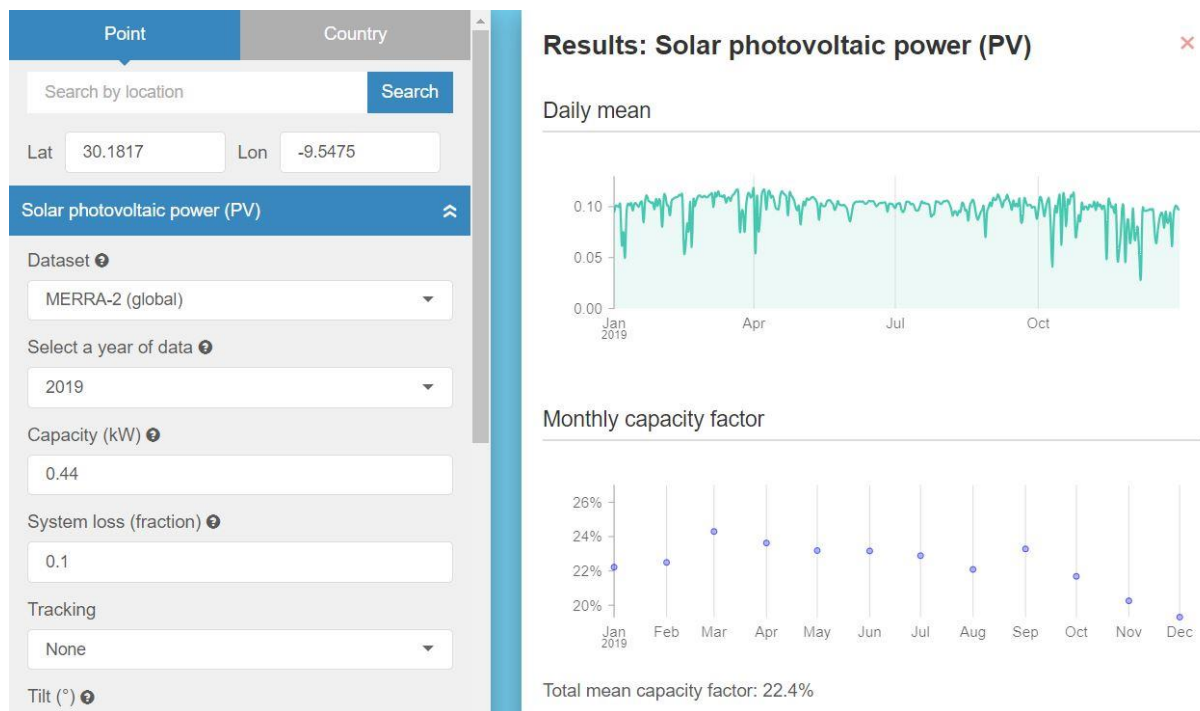 Point
Country
Search by location
Search
Lat
30.1817
Lon
-9.5475
Solar photovoltaic power (PV)
Dataset
MERRA-2 (global)
Select a year of data
2019
Capacity (kW)
0.44
System loss (fraction)
0.1
Tracking
None
Tilt (°)
Results: Solar photovoltaic power (PV)
Daily mean
0.10
0.05
0.00
Jan Apr Jul Oct
2019
Monthly capacity factor
26%
24%
22%
20%
Jan Feb Mar Apr May Jun Jul Aug Sep Oct Nov Dec
2019
Total mean capacity factor: 22.4%